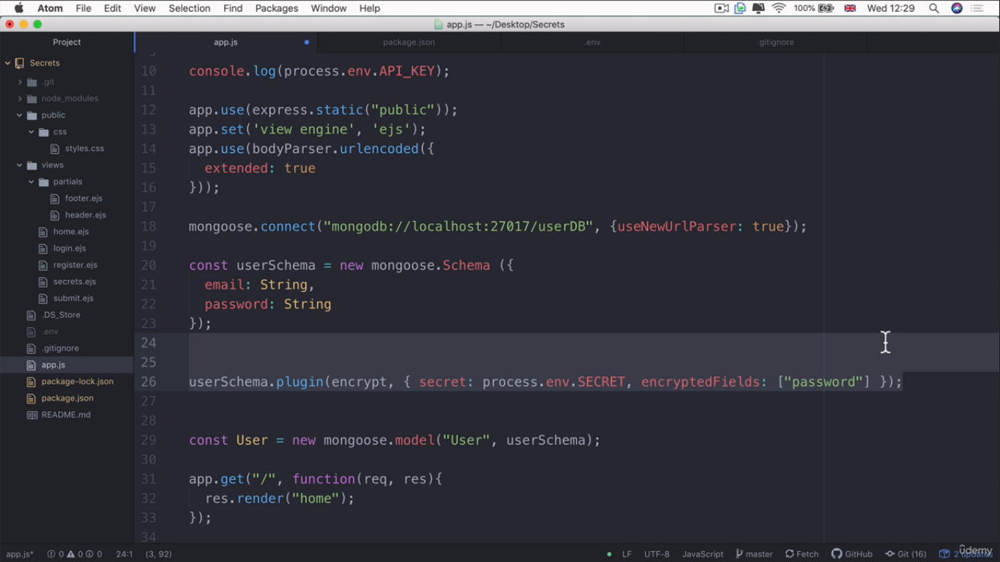 Atom File Edit View Selection Find Packages Window Help 100% Wed 12:29
app.js — ~/Desktop/Secrets
Project app.js package.json .env .gitignore
Secrets
.git
node_modules
public
css
styles.css
views
partials
footer.ejs
header.ejs
home.ejs
login.ejs
register.ejs
secrets.ejs
submit.ejs
.DS_Store
.env
.gitignore
app.js
package-lock.json
package.json
README.md
10 console.log(process.env.API_KEY);
11
12 app.use(express.static("public"));
13 app.set('view engine', 'ejs');
14 app.use(bodyParser.urlencoded({
15 extended: true
16 }));
17
18 mongoose.connect("mongodb://localhost:27017/userDB", {useNewUrlParser: true});
19
20 const userSchema = new mongoose.Schema ({
21 email: String,
22 password: String
23 });
24
25
26 userSchema.plugin(encrypt, { secret: process.env.SECRET, encryptedFields: ["password"] });
27
28
29 const User = new mongoose.model("User", userSchema);
30
31 app.get("/", function(req, res){
32 res.render("home");
33 });
34
app.js* 0 0 0 24:1 (3, 92) LF UTF-8 JavaScript master Fetch GitHub Git (16) 2 updates
ûdemy